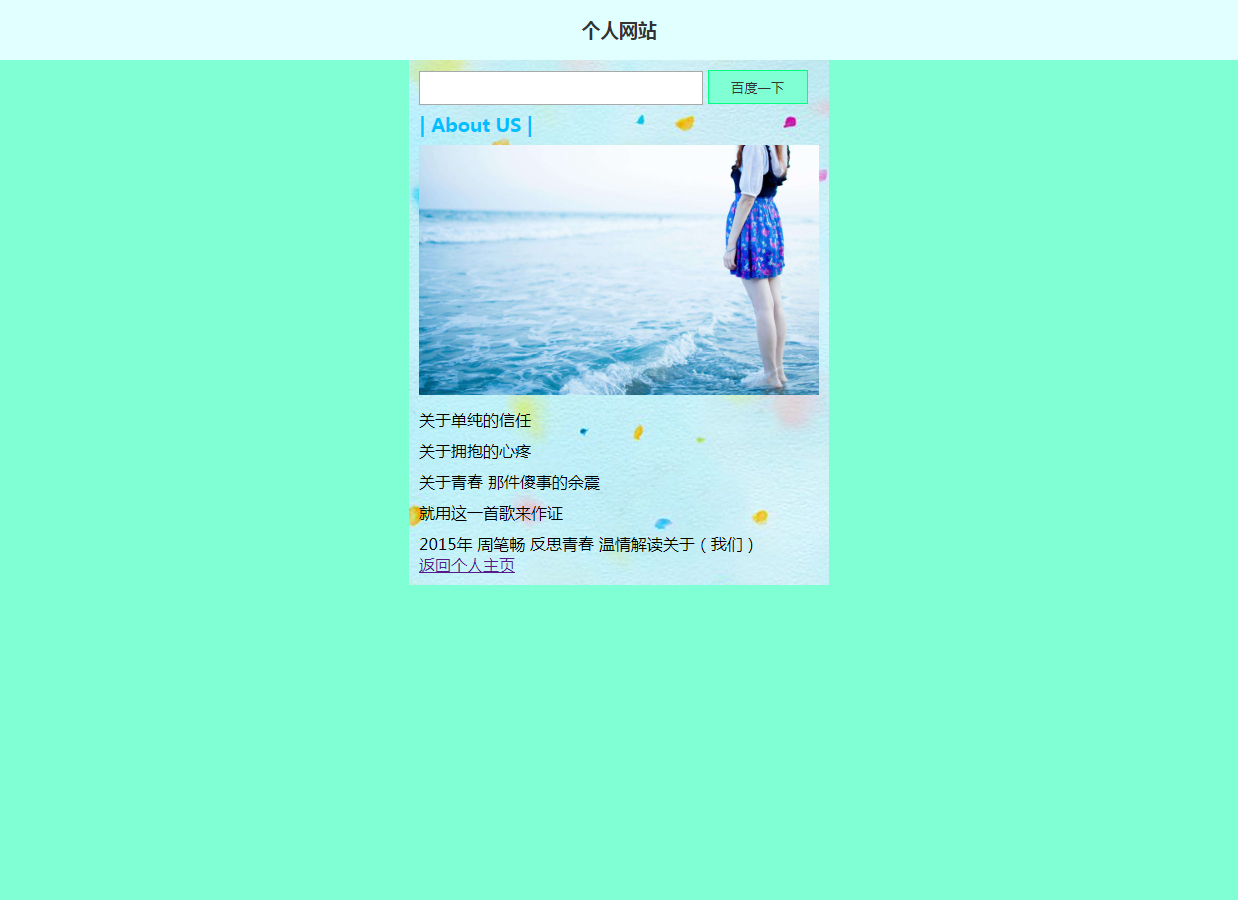 个人网站
百度一下
| About US |
关于单纯的信任
关于拥抱的心疼
关于青春 那件傻事的余震
就用这一首歌来作证
2015年 周笔畅 反思青春 温情解读关于（我们）
返回个人主页